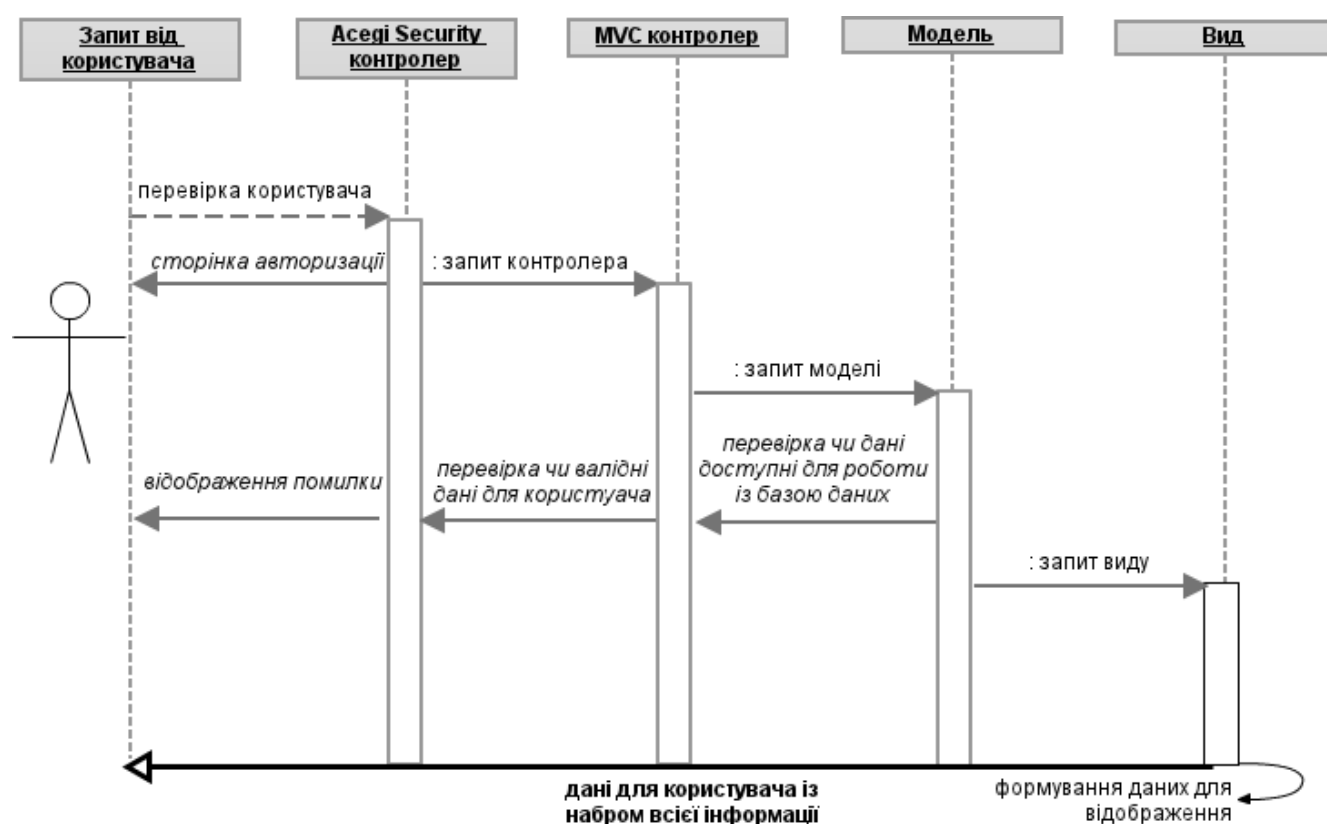 Запит від
користувача
Acegi Security
контролер
MVC контролер
Модель
Вид
перевірка користувача
сторінка авторизації
: запит контролера
: запит моделі
відображення помилки
перевірка чи валідні
дані для користуача
перевірка чи дані
доступні для роботи
із базою даних
: запит виду
дані для користувача із
набром всієї інформації
формування даних для
відображення